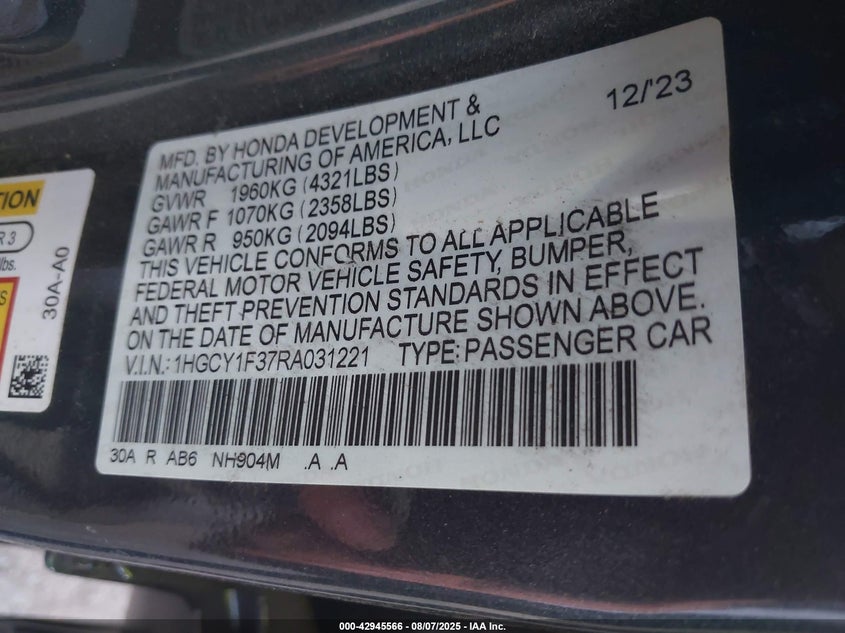 12/'23
MFD. BY HONDA DEVELOPMENT &
MANUFACTURING OF AMERICA, LLC
GVWR 1960KG (4321LBS)
GAWR F 1070KG (2358LBS)
GAWR R 950KG (2094LBS)
THIS VEHICLE CONFORMS TO ALL APPLICABLE
FEDERAL MOTOR VEHICLE SAFETY, BUMPER,
AND THEFT PREVENTION STANDARDS IN EFFECT
ON THE DATE OF MANUFACTURE SHOWN ABOVE.
V.I.N.: 1HGCY1F37RA031221 TYPE: PASSENGER CAR
30A R AB6 NH904M .A .A
TION
R 3
lbs.
30A-A0
000-42945566 - 08/07/2025 - IAA Inc.